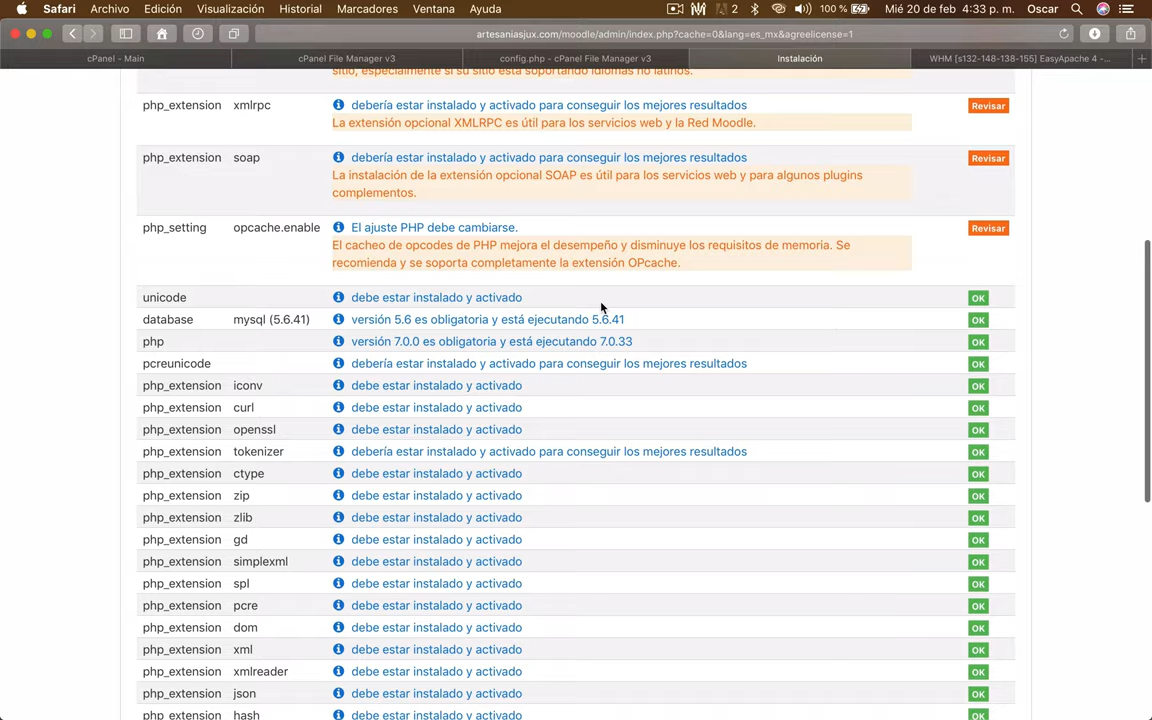 Safari Archivo Edición Visualización Historial Marcadores Ventana Ayuda 2 100 % Mié 20 de feb 4:33 p. m. Oscar
artesaniasjux.com/moodle/admin/index.php?cache=0&lang=es_mx&agreelicense=1
cPanel - Main cPanel File Manager v3 config.php - cPanel File Manager v3 Instalación WHM [s132-148-138-155] EasyApache 4 -... +
sitio, especialmente si su sitio está soportando idiomas no latinos.
php_extension xmlrpc debería estar instalado y activado para conseguir los mejores resultados Revisar
La extensión opcional XMLRPC es útil para los servicios web y la Red Moodle.
php_extension soap debería estar instalado y activado para conseguir los mejores resultados Revisar
La instalación de la extensión opcional SOAP es útil para los servicios web y para algunos plugins
complementos.
php_setting opcache.enable El ajuste PHP debe cambiarse. Revisar
El cacheo de opcodes de PHP mejora el desempeño y disminuye los requisitos de memoria. Se
recomienda y se soporta completamente la extensión OPcache.
unicode debe estar instalado y activado OK
database mysql (5.6.41) versión 5.6 es obligatoria y está ejecutando 5.6.41 OK
php versión 7.0.0 es obligatoria y está ejecutando 7.0.33 OK
pcreunicode debería estar instalado y activado para conseguir los mejores resultados OK
php_extension iconv debe estar instalado y activado OK
php_extension curl debe estar instalado y activado OK
php_extension openssl debe estar instalado y activado OK
php_extension tokenizer debería estar instalado y activado para conseguir los mejores resultados OK
php_extension ctype debe estar instalado y activado OK
php_extension zip debe estar instalado y activado OK
php_extension zlib debe estar instalado y activado OK
php_extension gd debe estar instalado y activado OK
php_extension simplexml debe estar instalado y activado OK
php_extension spl debe estar instalado y activado OK
php_extension pcre debe estar instalado y activado OK
php_extension dom debe estar instalado y activado OK
php_extension xml debe estar instalado y activado OK
php_extension xmlreader debe estar instalado y activado OK
php_extension json debe estar instalado y activado OK
php_extension hash debe estar instalado y activado OK